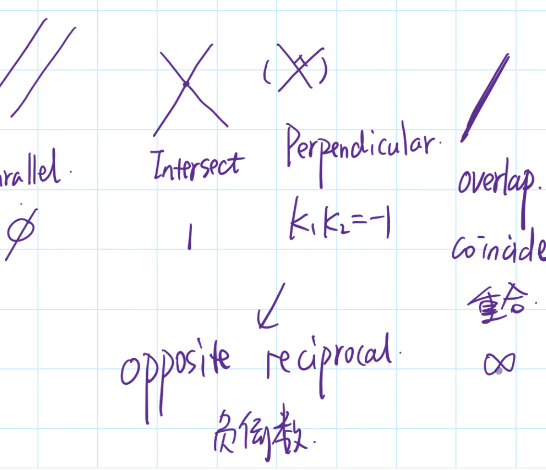 rallel.
Intersect
Perpendicular.
overlap.
∅
1
k₁k₂=-1
coincide
重合.
∞
opposite reciprocal.
负倒数.